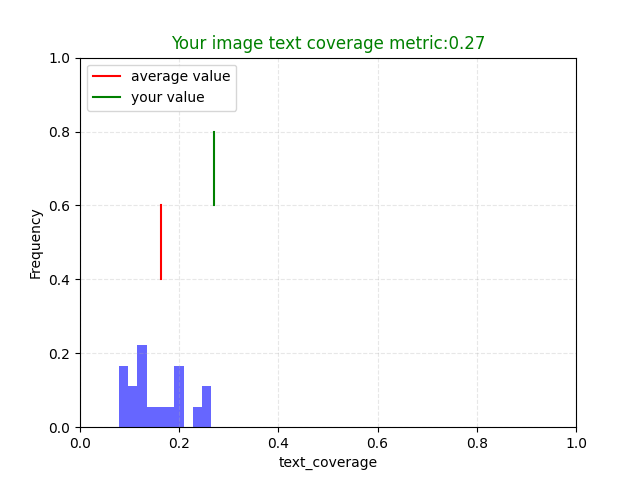 Your image text coverage metric:0.27
1.0
average value
your value
0.8
0.6
Frequency
0.4
0.2
0.0
0.0 0.2 0.4 0.6 0.8 1.0
text_coverage